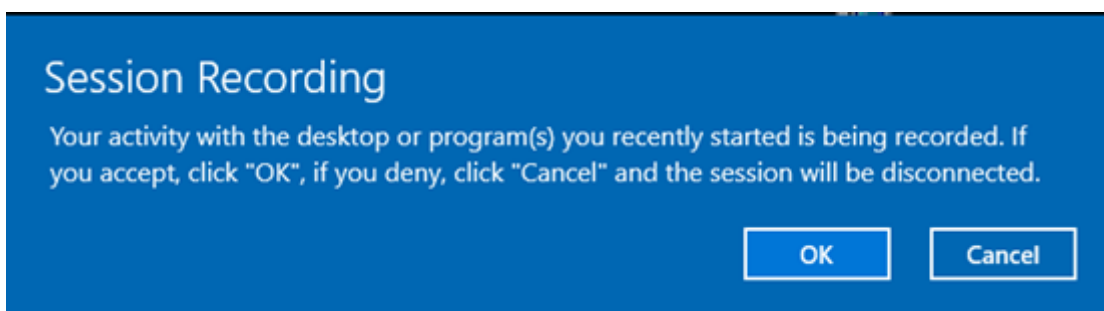 Session Recording
Your activity with the desktop or program(s) you recently started is being recorded. If
you accept, click "OK", if you deny, click "Cancel" and the session will be disconnected.
OK Cancel